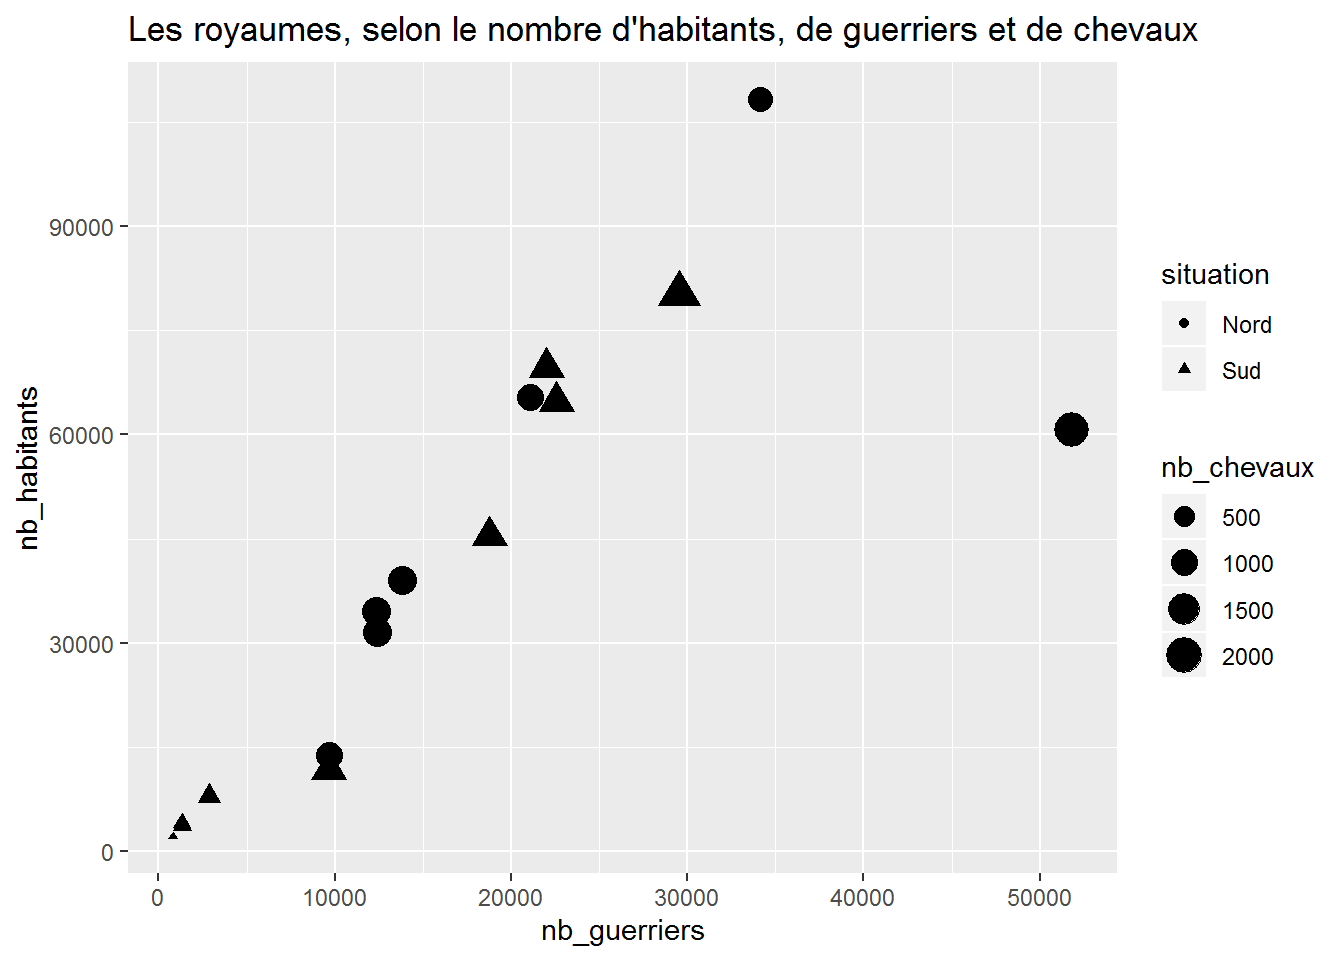 Les royaumes, selon le nombre d'habitants, de guerriers et de chevaux
nb_habitants
90000
60000
30000
0
0
10000
20000
30000
40000
50000
nb_guerriers
situation
Nord
Sud
nb_chevaux
500
1000
1500
2000